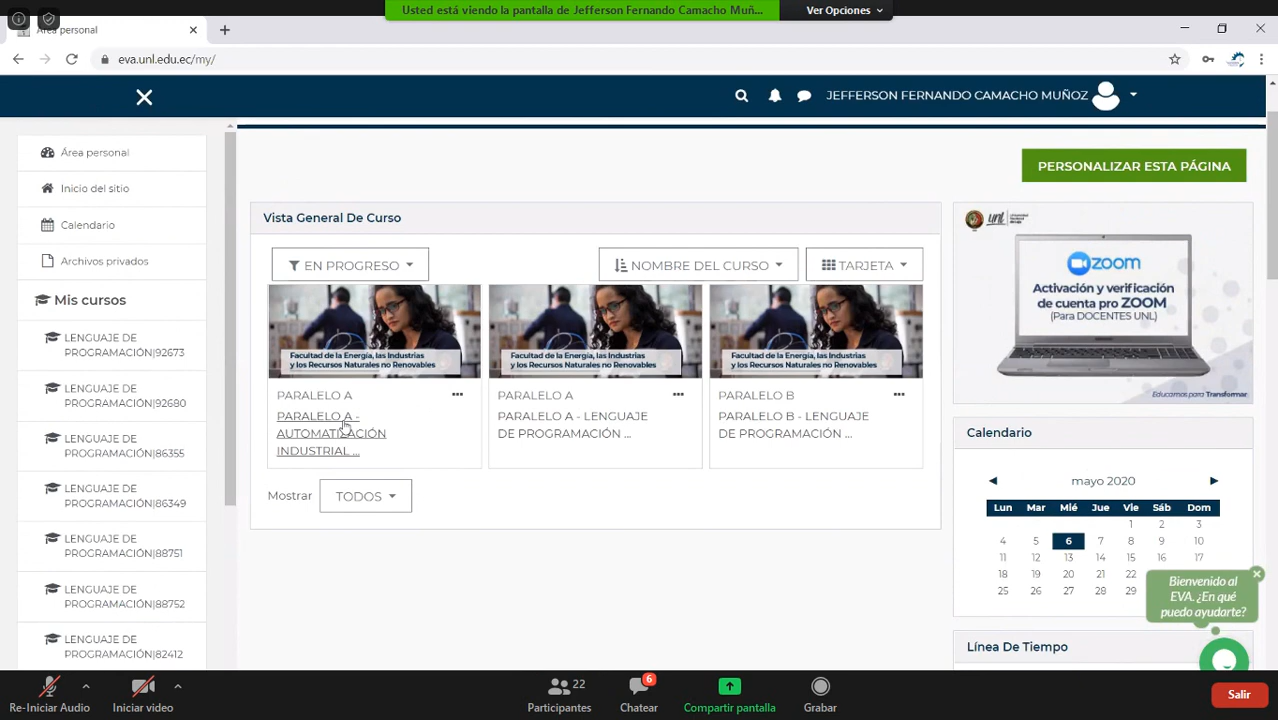 Usted está viendo la pantalla de Jefferson Fernando Camacho Muñ...
Ver Opciones
Área personal
eva.unl.edu.ec/my/
JEFFERSON FERNANDO CAMACHO MUÑOZ
Área personal
Inicio del sitio
Calendario
Archivos privados
Mis cursos
LENGUAJE DE
PROGRAMACIÓN|92673
LENGUAJE DE
PROGRAMACIÓN|92680
LENGUAJE DE
PROGRAMACIÓN|86355
LENGUAJE DE
PROGRAMACIÓN|86349
LENGUAJE DE
PROGRAMACIÓN|88751
LENGUAJE DE
PROGRAMACIÓN|88752
LENGUAJE DE
PROGRAMACIÓN|82412
PERSONALIZAR ESTA PÁGINA
Vista General De Curso
EN PROGRESO
NOMBRE DEL CURSO
TARJETA
Facultad de la Energía, las Industrias
y los Recursos Naturales no Renovables
PARALELO A
PARALELO A -
AUTOMATIZACIÓN
INDUSTRIAL ...
Facultad de la Energía, las Industrias
y los Recursos Naturales no Renovables
PARALELO A
PARALELO A - LENGUAJE
DE PROGRAMACIÓN ...
Facultad de la Energía, las Industrias
y los Recursos Naturales no Renovables
PARALELO B
PARALELO B - LENGUAJE
DE PROGRAMACIÓN ...
Mostrar
TODOS
unl
zoom
Activación y verificación
de cuenta pro ZOOM
(Para DOCENTES UNL)
Educamos para Transformar
Calendario
mayo 2020
Lun Mar Mié Jue Vie Sáb Dom
1 2 3
4 5 6 7 8 9 10
11 12 13 14 15 16 17
18 19 20 21 22
25 26 27 28 29
Bienvenido al
EVA. ¿En qué
puedo ayudarte?
Línea De Tiempo
Re-Iniciar Audio
Iniciar video
22
Participantes
6
Chatear
Compartir pantalla
Grabar
Salir